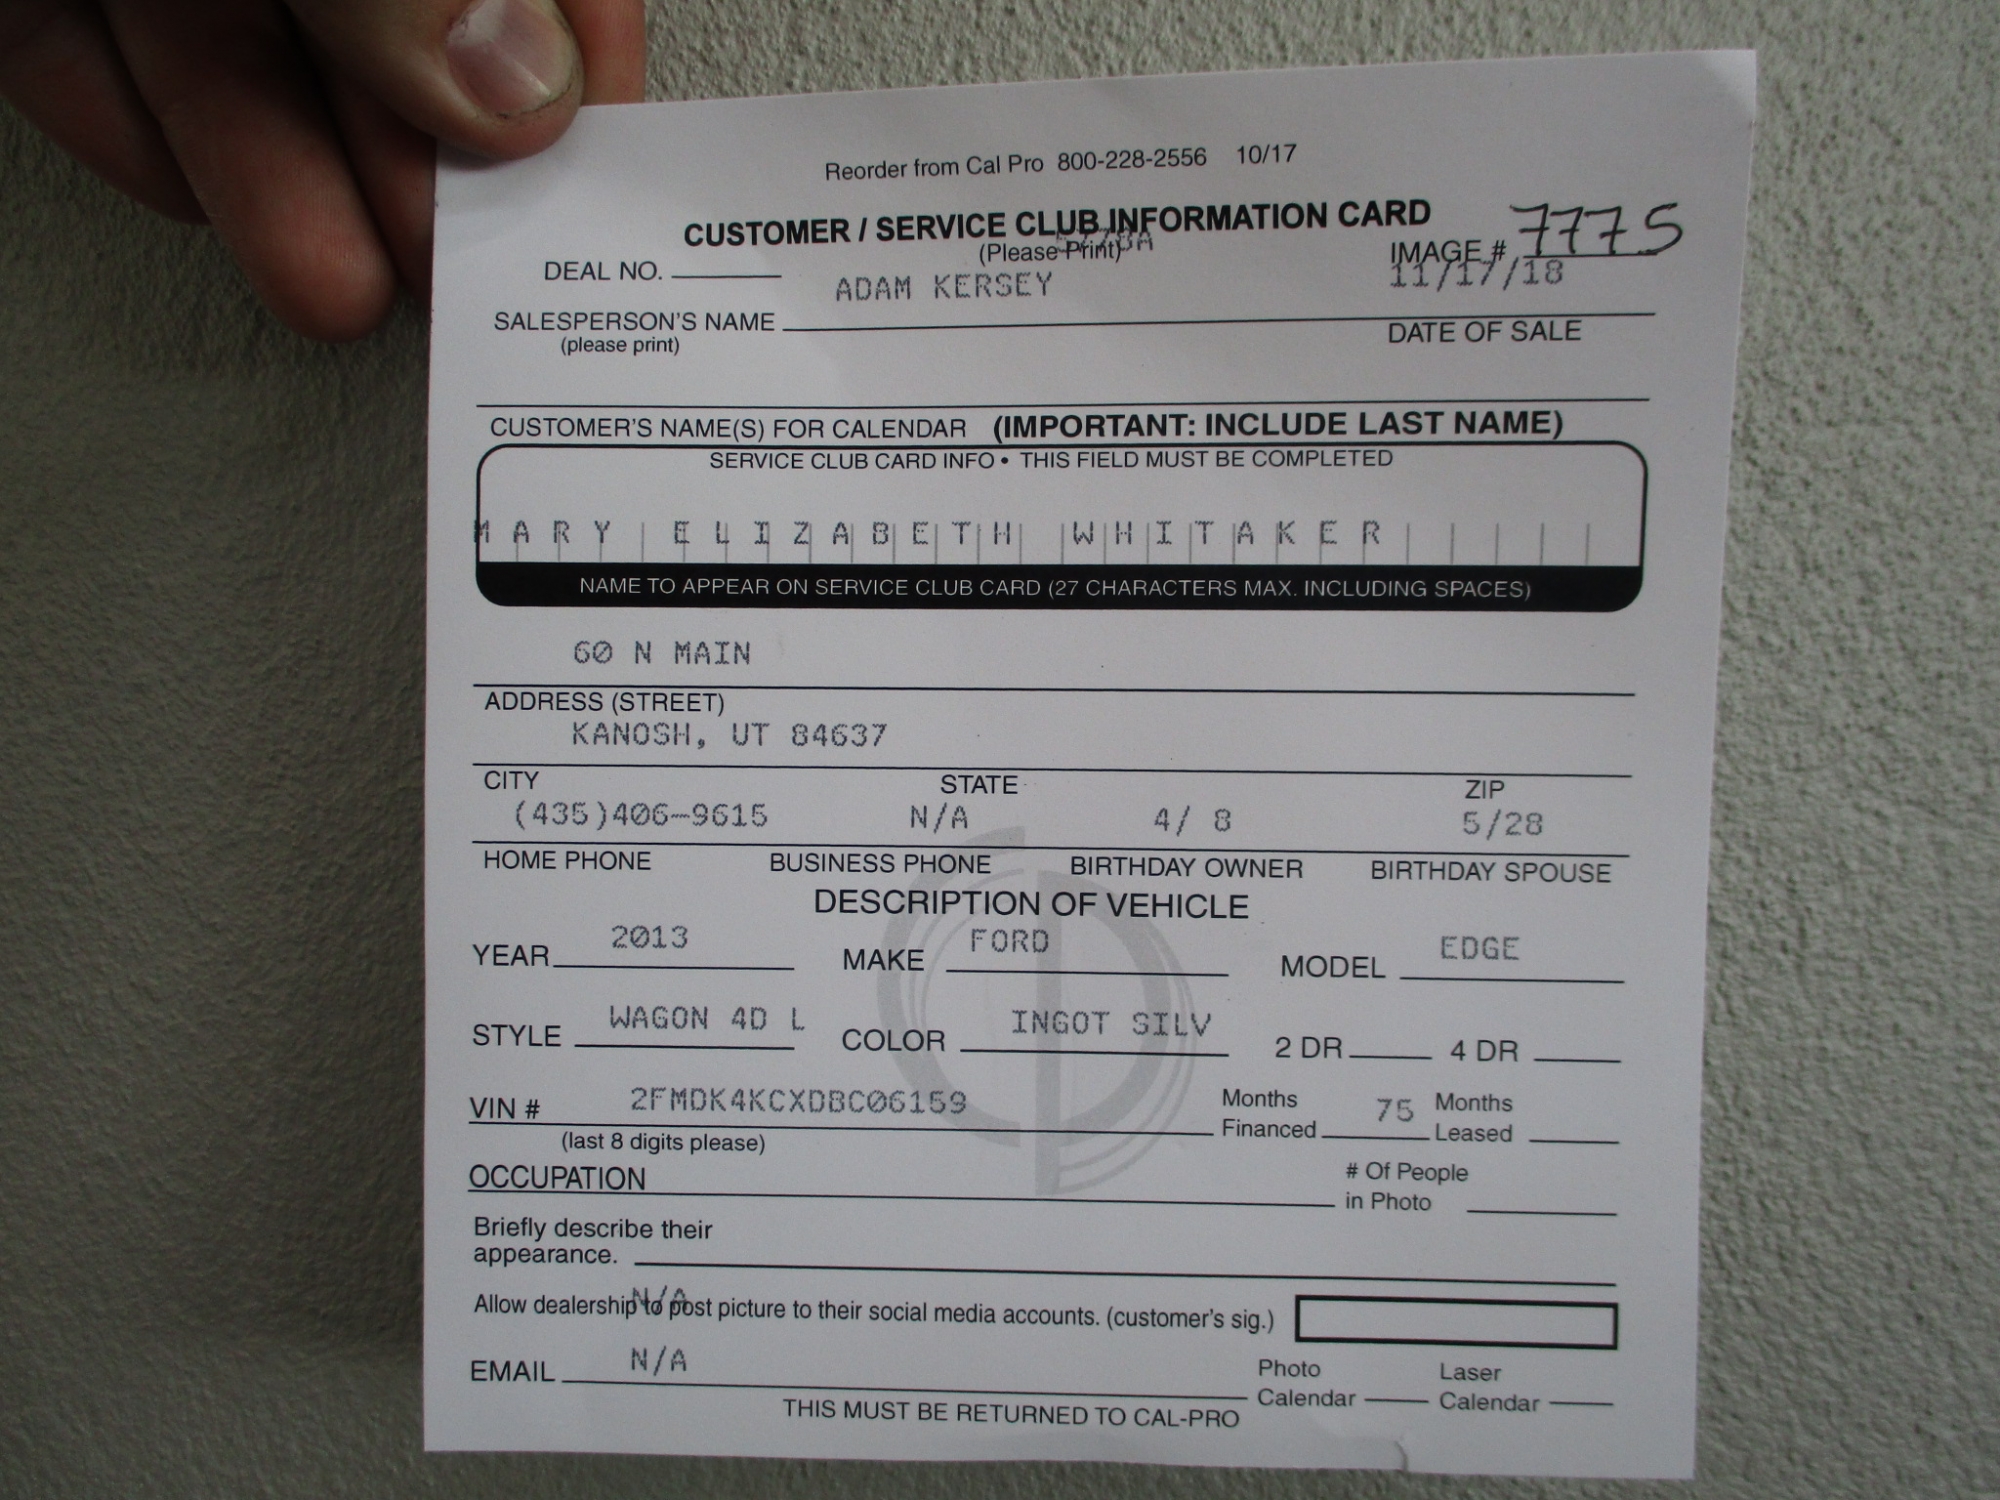 Reorder from Cal Pro 800-228-2556 10/17
CUSTOMER / SERVICE CLUB INFORMATION CARD
(Please Print)
IMAGE # 7775
DEAL NO.
ADAM KERSEY 11/17/18
SALESPERSON'S NAME DATE OF SALE
(please print)
CUSTOMER'S NAME(S) FOR CALENDAR (IMPORTANT: INCLUDE LAST NAME)
SERVICE CLUB CARD INFO • THIS FIELD MUST BE COMPLETED
MARY ELIZABETH WHITAKER
NAME TO APPEAR ON SERVICE CLUB CARD (27 CHARACTERS MAX. INCLUDING SPACES)
60 N MAIN
ADDRESS (STREET)
KANOSH, UT 84637
CITY STATE ZIP
(435)406-9615 N/A 4/ 8 5/28
HOME PHONE BUSINESS PHONE BIRTHDAY OWNER BIRTHDAY SPOUSE
DESCRIPTION OF VEHICLE
YEAR 2013 MAKE FORD MODEL EDGE
STYLE WAGON 4D L COLOR INGOT SILV 2 DR 4 DR
VIN # 2FMDK4KCXDBC06159 Months Financed 75 Months Leased
(last 8 digits please)
OCCUPATION # Of People in Photo
Briefly describe their
appearance.
N/A
Allow dealership to post picture to their social media accounts. (customer's sig.)
EMAIL N/A Photo Calendar Laser Calendar
THIS MUST BE RETURNED TO CAL-PRO